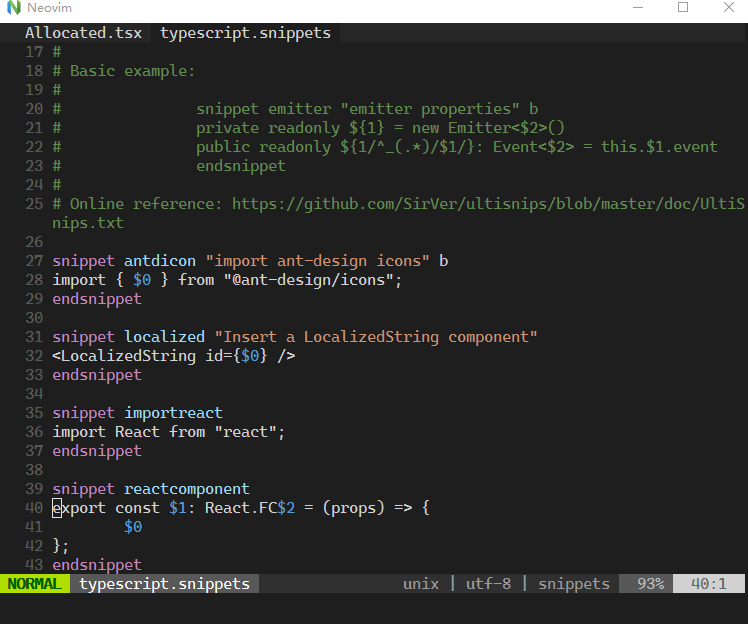 Neovim
Allocated.tsx typescript.snippets
17 #
18 # Basic example:
19 #
20 # snippet emitter "emitter properties" b
21 # private readonly ${1} = new Emitter<$2>()
22 # public readonly ${1/^_(.*)/$1/}: Event<$2> = this.$1.event
23 # endsnippet
24 #
25 # Online reference: https://github.com/SirVer/ultisnips/blob/master/doc/UltiS
nips.txt
26
27 snippet antdicon "import ant-design icons" b
28 import { $0 } from "@ant-design/icons";
29 endsnippet
30
31 snippet localized "Insert a LocalizedString component"
32 <LocalizedString id={$0} />
33 endsnippet
34
35 snippet importreact
36 import React from "react";
37 endsnippet
38
39 snippet reactcomponent
40 export const $1: React.FC$2 = (props) => {
41 $0
42 };
43 endsnippet
NORMAL typescript.snippets unix | utf-8 | snippets 93% 40:1